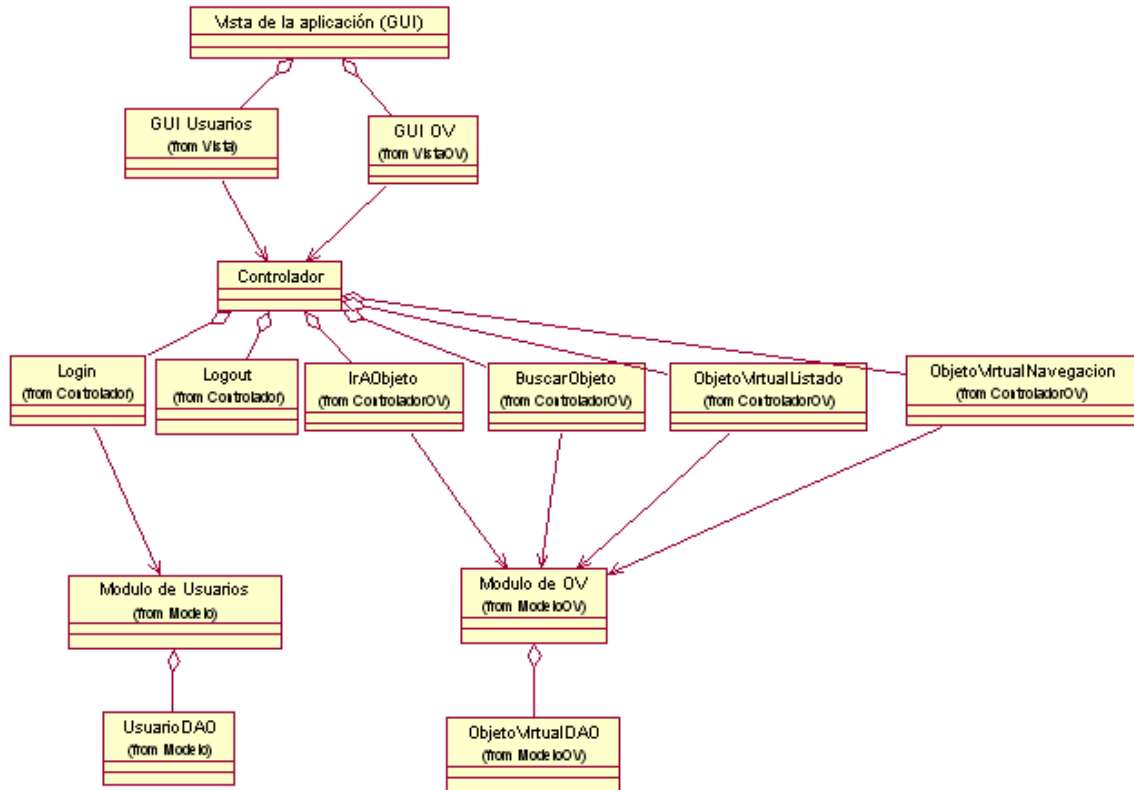 Vista de la aplicación (GUI)
GUI Usuarios
(from Vista)
GUI OV
(from VistaOV)
Controlador
Login
(from Controlador)
Logout
(from Controlador)
IrAObjeto
(from ControladorOV)
BuscarObjeto
(from ControladorOV)
ObjetoVirtualListado
(from ControladorOV)
ObjetoVirtualNavegacion
(from ControladorOV)
Modulo de Usuarios
(from Modelo)
Modulo de OV
(from ModeloOV)
UsuarioDAO
(from Modelo)
ObjetoVirtualDAO
(from ModeloOV)